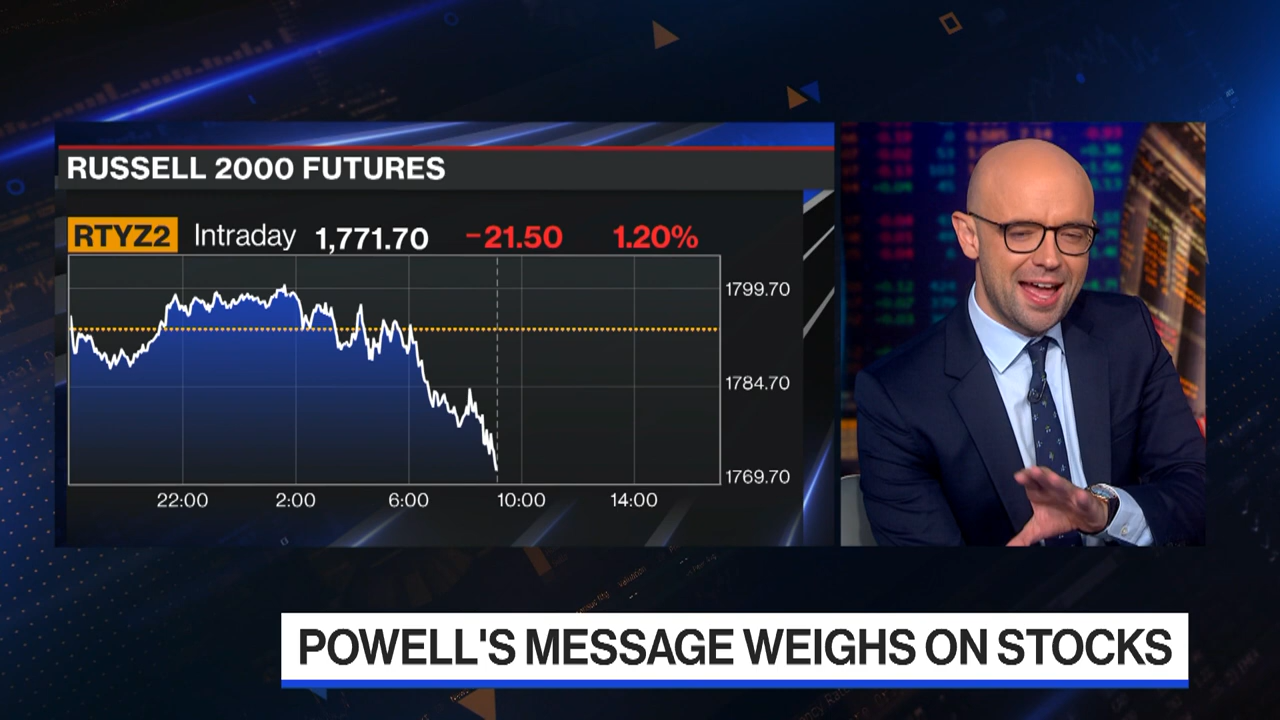 RUSSELL 2000 FUTURES
RTYZ2 Intraday 1,771.70 −21.50 1.20%
1799.70
1784.70
1769.70
22:00 2:00 6:00 10:00 14:00
POWELL'S MESSAGE WEIGHS ON STOCKS